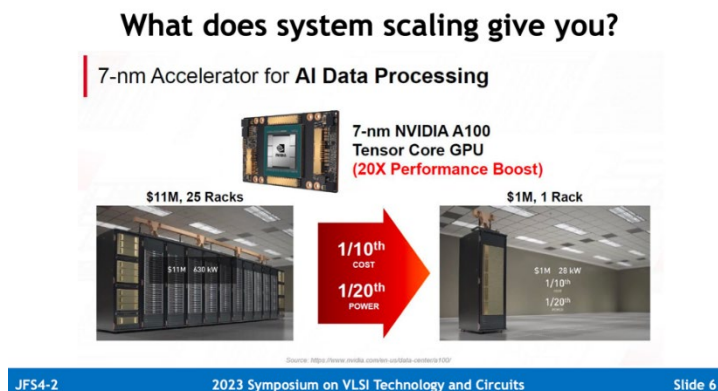 What does system scaling give you?
7-nm Accelerator for AI Data Processing
NVIDIA
7-nm NVIDIA A100
Tensor Core GPU
(20X Performance Boost)
$11M, 25 Racks
$1M, 1 Rack
$11M 630 kW
1/10th
COST
1/20th
POWER
$1M 28 kW
1/10th
1/20th
Source: https://www.nvidia.com/en-us/data-center/a100/
JFS4-2
2023 Symposium on VLSI Technology and Circuits
Slide 6